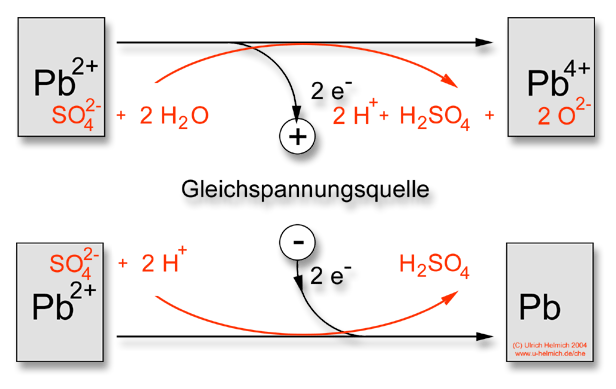 Pb2+
SO42- + 2 H2O
2 e-
2 H+ + H2SO4 +
Pb4+
2 O2-
+
Gleichspannungsquelle
-
SO42- + 2 H+
Pb2+
2 e-
H2SO4
Pb
(C) Ulrich Helmich 2004
www.u-helmich.de/che